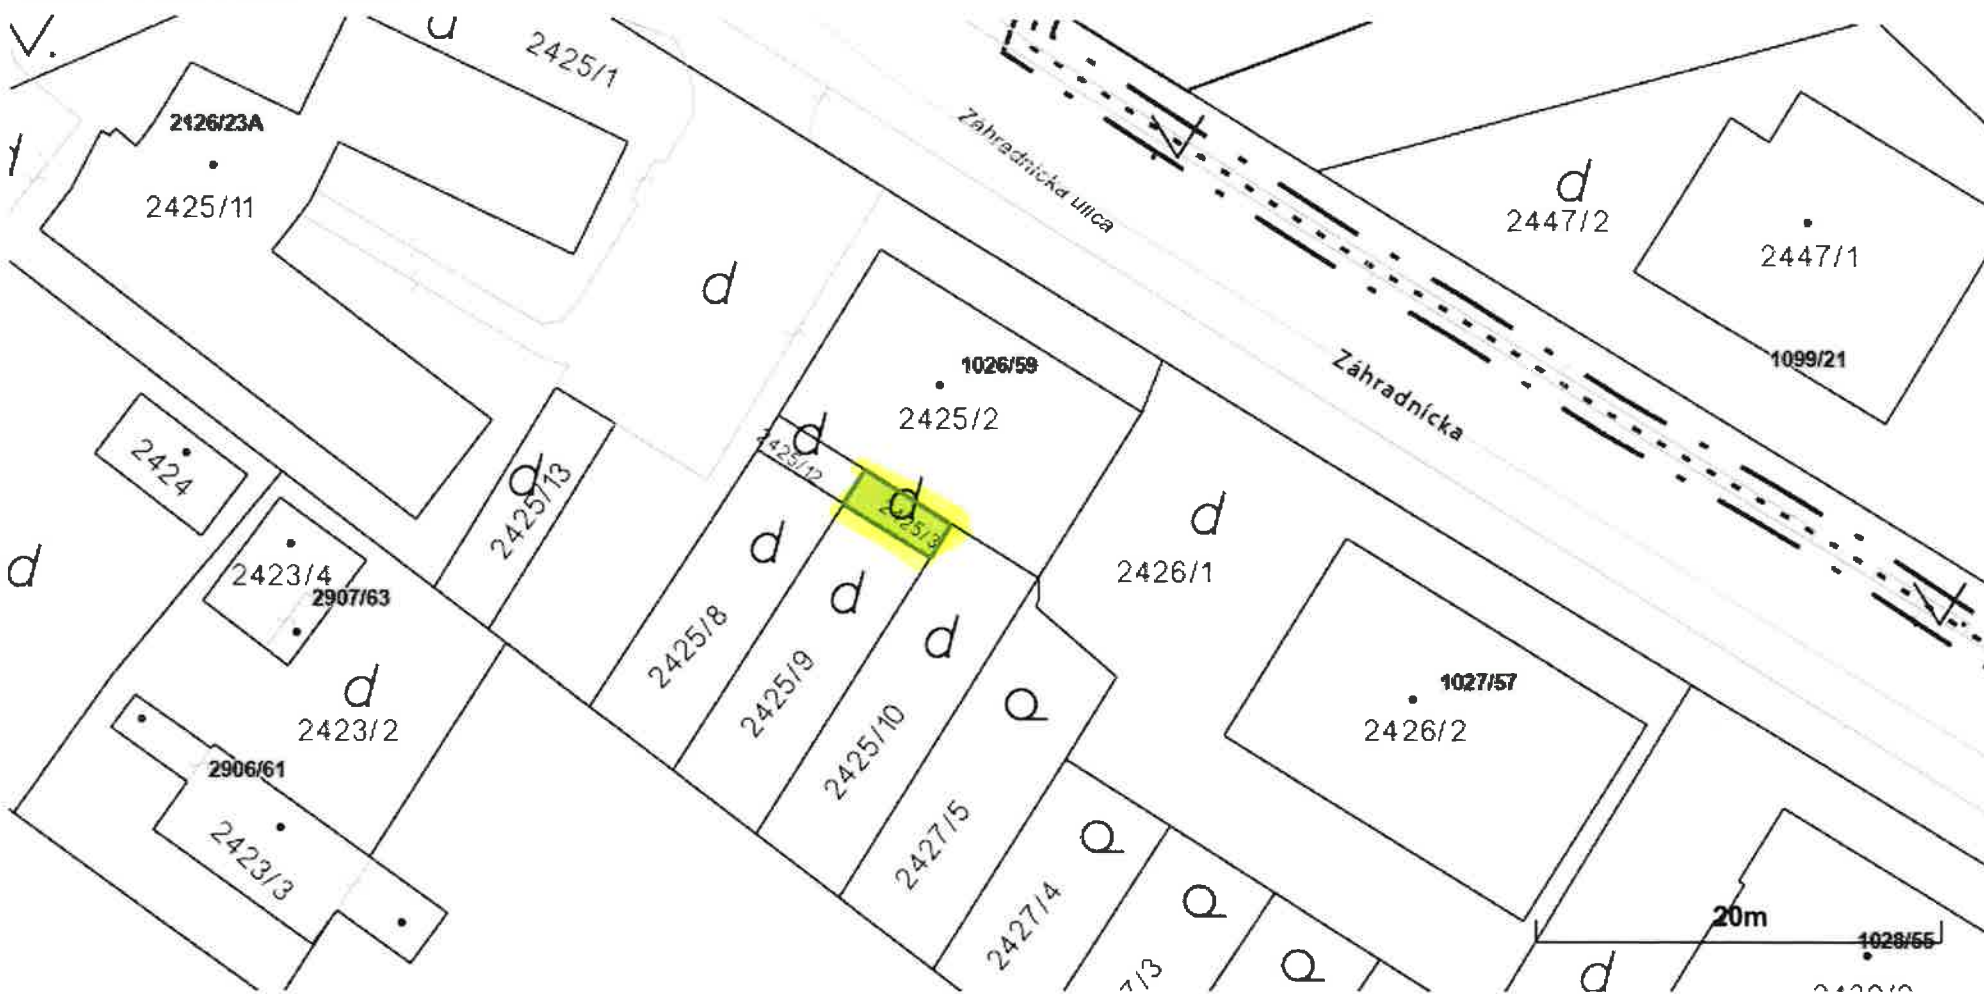 2425/1
2126/23A
2425/11
Záhradnícka ulica
d
2447/2
2447/1
d
1026/59
2425/2
Záhradnícka
1099/21
2424
d
2425/13
d
2425/12
d
2425/3
d
2426/1
d
2423/4
2907/63
d
2425/8
d
2425/9
d
2425/10
d
2423/2
2906/61
2423/3
1027/57
2426/2
2427/5
2427/4
20m
1028/55
d